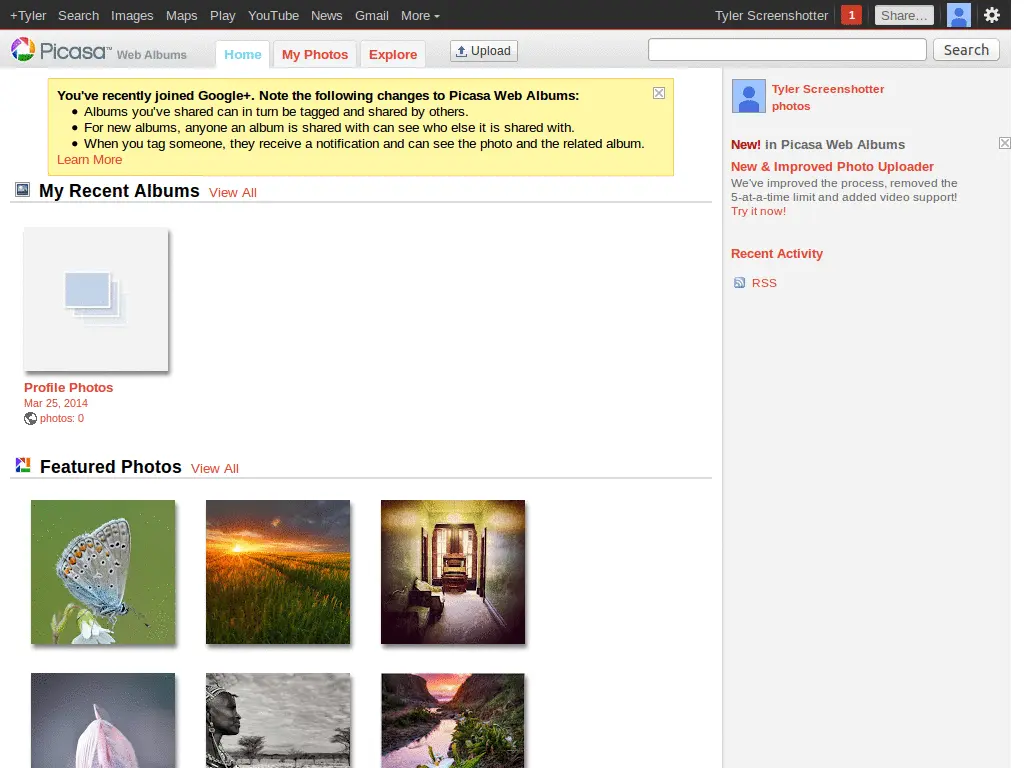 +Tyler Search Images Maps Play YouTube News Gmail More Tyler Screenshotter 1 Share…
Picasa™ Web Albums Home My Photos Explore Upload Search
You've recently joined Google+. Note the following changes to Picasa Web Albums:
Albums you've shared can in turn be tagged and shared by others.
For new albums, anyone an album is shared with can see who else it is shared with.
When you tag someone, they receive a notification and can see the photo and the related album.
Learn More
My Recent Albums View All
Profile Photos
Mar 25, 2014
photos: 0
Featured Photos View All
Tyler Screenshotter
photos
New! in Picasa Web Albums
New & Improved Photo Uploader
We've improved the process, removed the
5-at-a-time limit and added video support!
Try it now!
Recent Activity
RSS